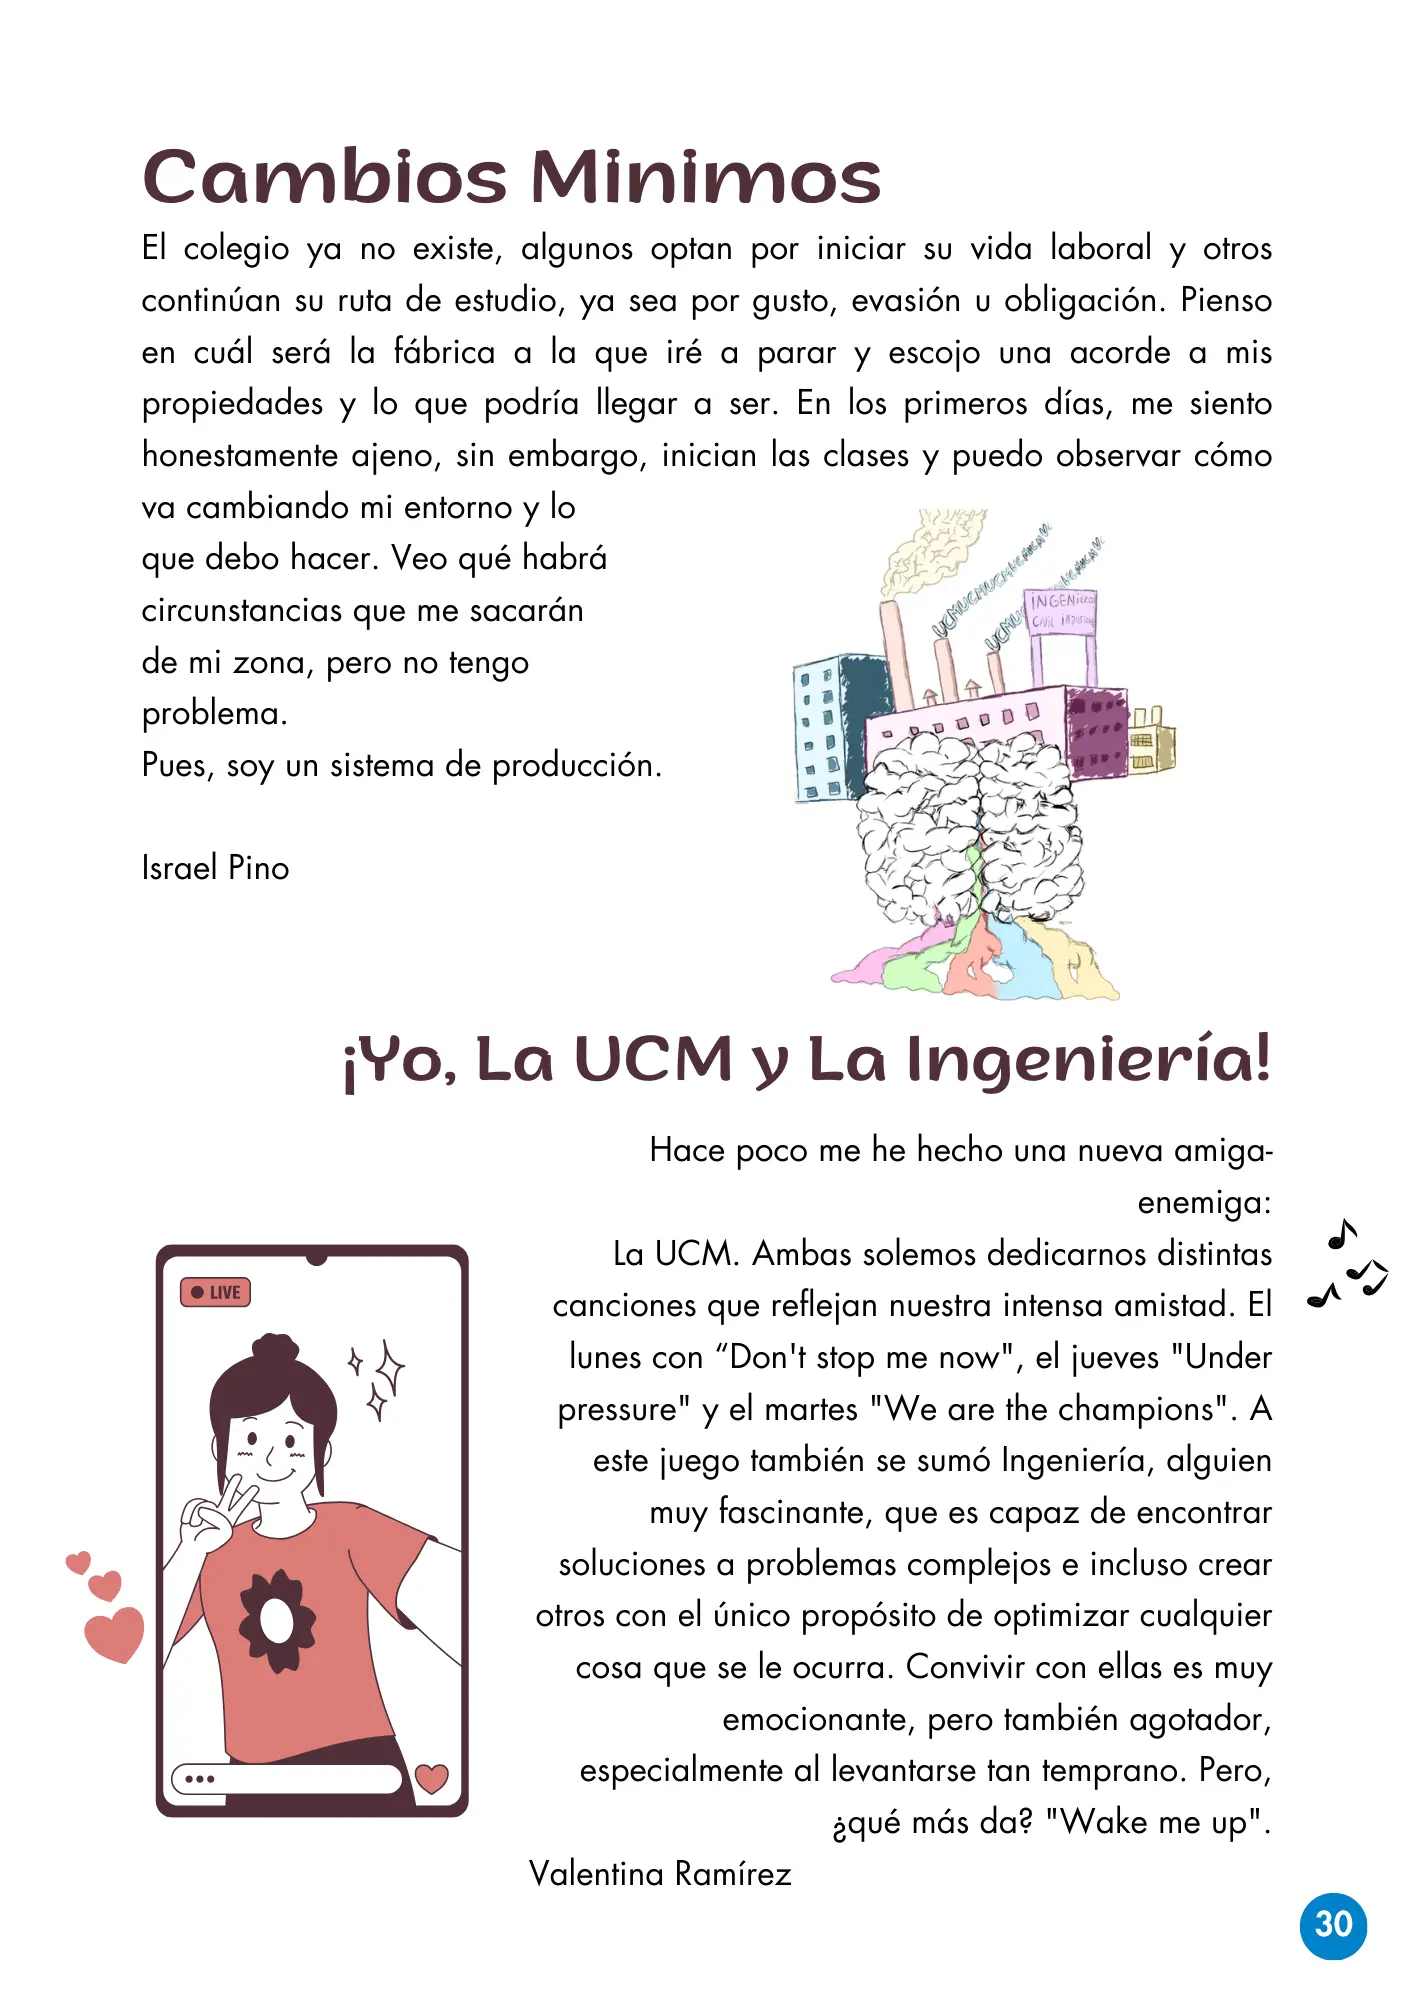 Cambios Minimos
El colegio ya no existe, algunos optan por iniciar su vida laboral y otros
continúan su ruta de estudio, ya sea por gusto, evasión u obligación. Pienso
en cuál será la fábrica a la que iré a parar y escojo una acorde a mis
propiedades y lo que podría llegar a ser. En los primeros días, me siento
honestamente ajeno, sin embargo, inician las clases y puedo observar cómo
va cambiando mi entorno y lo
que debo hacer. Veo qué habrá
circunstancias que me sacarán
de mi zona, pero no tengo
problema.
Pues, soy un sistema de producción.
Israel Pino
¡Yo, La UCM y La Ingeniería!
Hace poco me he hecho una nueva amiga-
enemiga:
La UCM. Ambas solemos dedicarnos distintas
canciones que reflejan nuestra intensa amistad. El
lunes con “Don't stop me now", el jueves "Under
pressure" y el martes "We are the champions". A
este juego también se sumó Ingeniería, alguien
muy fascinante, que es capaz de encontrar
soluciones a problemas complejos e incluso crear
otros con el único propósito de optimizar cualquier
cosa que se le ocurra. Convivir con ellas es muy
emocionante, pero también agotador,
especialmente al levantarse tan temprano. Pero,
¿qué más da? "Wake me up".
Valentina Ramírez
LIVE
30